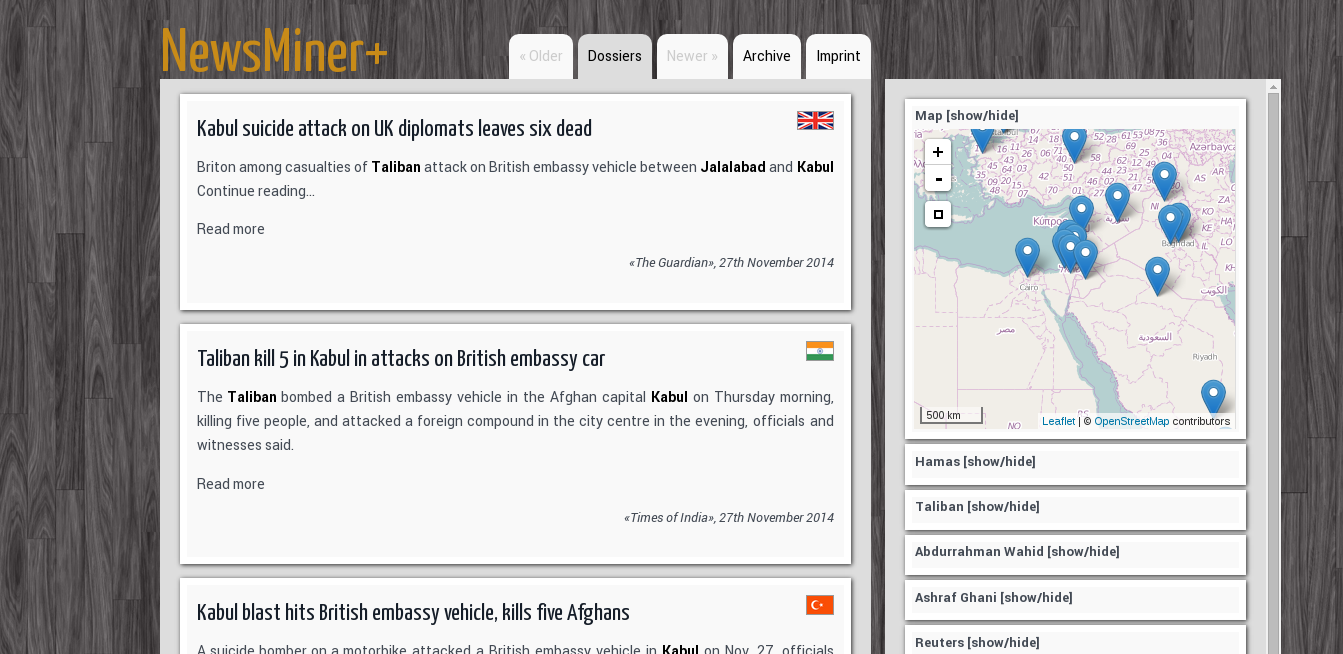 NewsMiner+
« Older
Dossiers
Newer »
Archive
Imprint
Kabul suicide attack on UK diplomats leaves six dead
Briton among casualties of Taliban attack on British embassy vehicle between Jalalabad and Kabul
Continue reading...
Read more
«The Guardian», 27th November 2014
Taliban kill 5 in Kabul in attacks on British embassy car
The Taliban bombed a British embassy vehicle in the Afghan capital Kabul on Thursday morning,
killing five people, and attacked a foreign compound in the city centre in the evening, officials and
witnesses said.
Read more
«Times of India», 27th November 2014
Kabul blast hits British embassy vehicle, kills five Afghans
A suicide bomber on a motorbike attacked a British embassy vehicle in Kabul on Nov. 27, officials
Map [show/hide]
+
-
Azərbayca
Κύπρος
سورية
Baghdad
Cairo
الكويت
مصر
السعودية
Riyadh
500 km
Leaflet | © OpenStreetMap contributors
Hamas [show/hide]
Taliban [show/hide]
Abdurrahman Wahid [show/hide]
Ashraf Ghani [show/hide]
Reuters [show/hide]